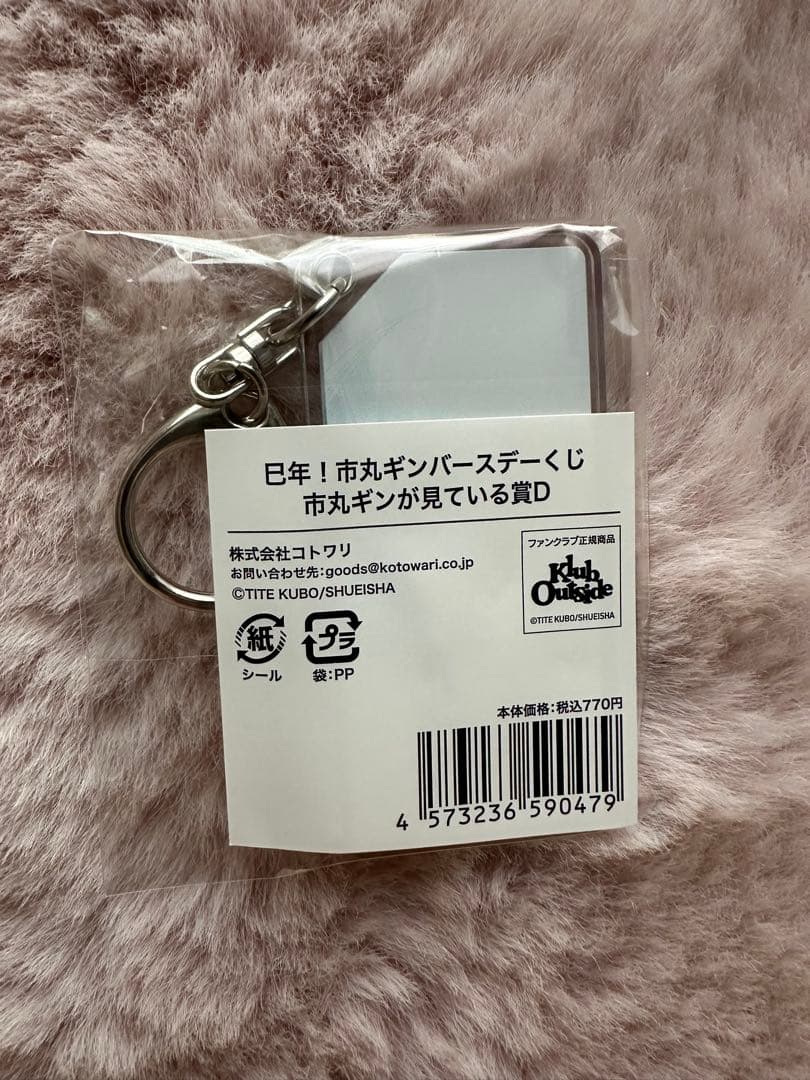 巳年！市丸ギンバースデーくじ
市丸ギンが見ている賞D
株式会社コトワリ
お問い合わせ先：goods@kotowari.co.jp
©TITE KUBO/SHUEISHA
ファンクラブ正規商品
Klub
Outside
©TITE KUBO/SHUEISHA
紙
シール
プラ
袋：PP
本体価格：税込770円
4 573236 590479